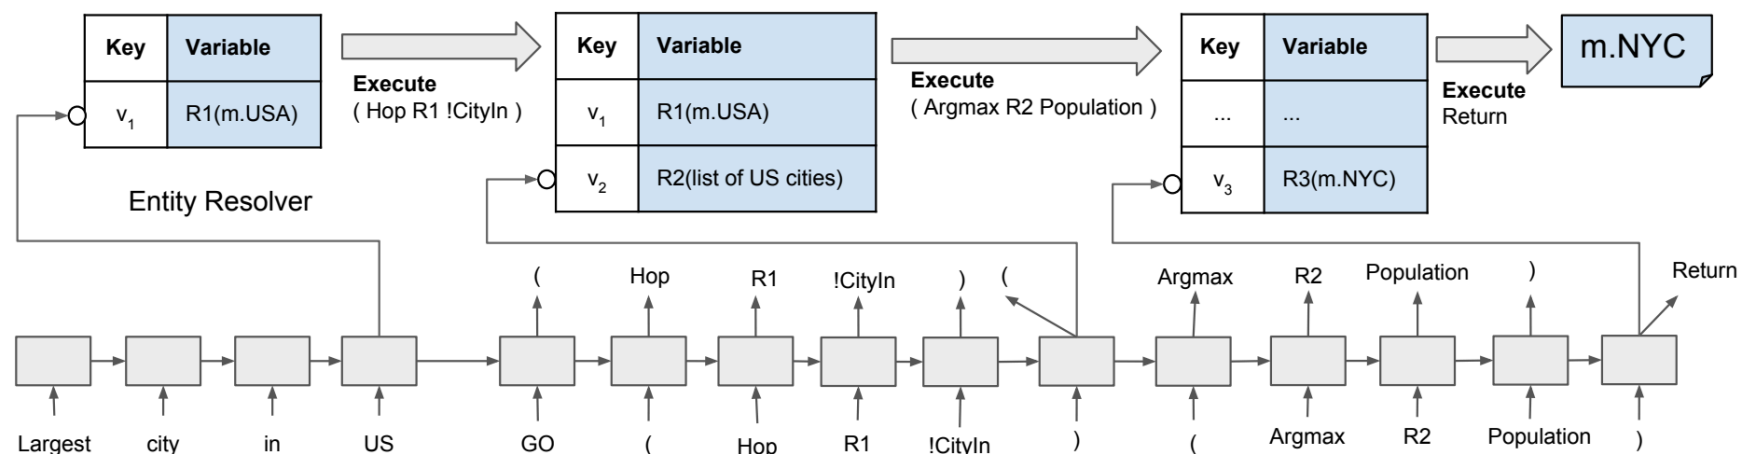 Key Variable
v1 R1(m.USA)
Execute
( Hop R1 !CityIn )
Key Variable
v1 R1(m.USA)
v2 R2(list of US cities)
Execute
( Argmax R2 Population )
Key Variable
... ...
v3 R3(m.NYC)
Execute
Return
m.NYC
Entity Resolver
( Hop R1 !CityIn ) ( Argmax R2 Population ) Return
Largest city in US GO ( Hop R1 !CityIn ) ( Argmax R2 Population )